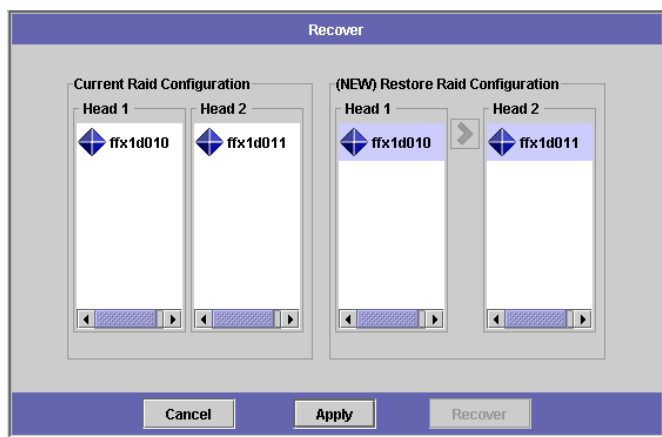 Recover
Current Raid Configuration
(NEW) Restore Raid Configuration
Head 1
Head 2
Head 1
Head 2
ffx1d010
ffx1d011
ffx1d010
ffx1d011
Cancel
Apply
Recover